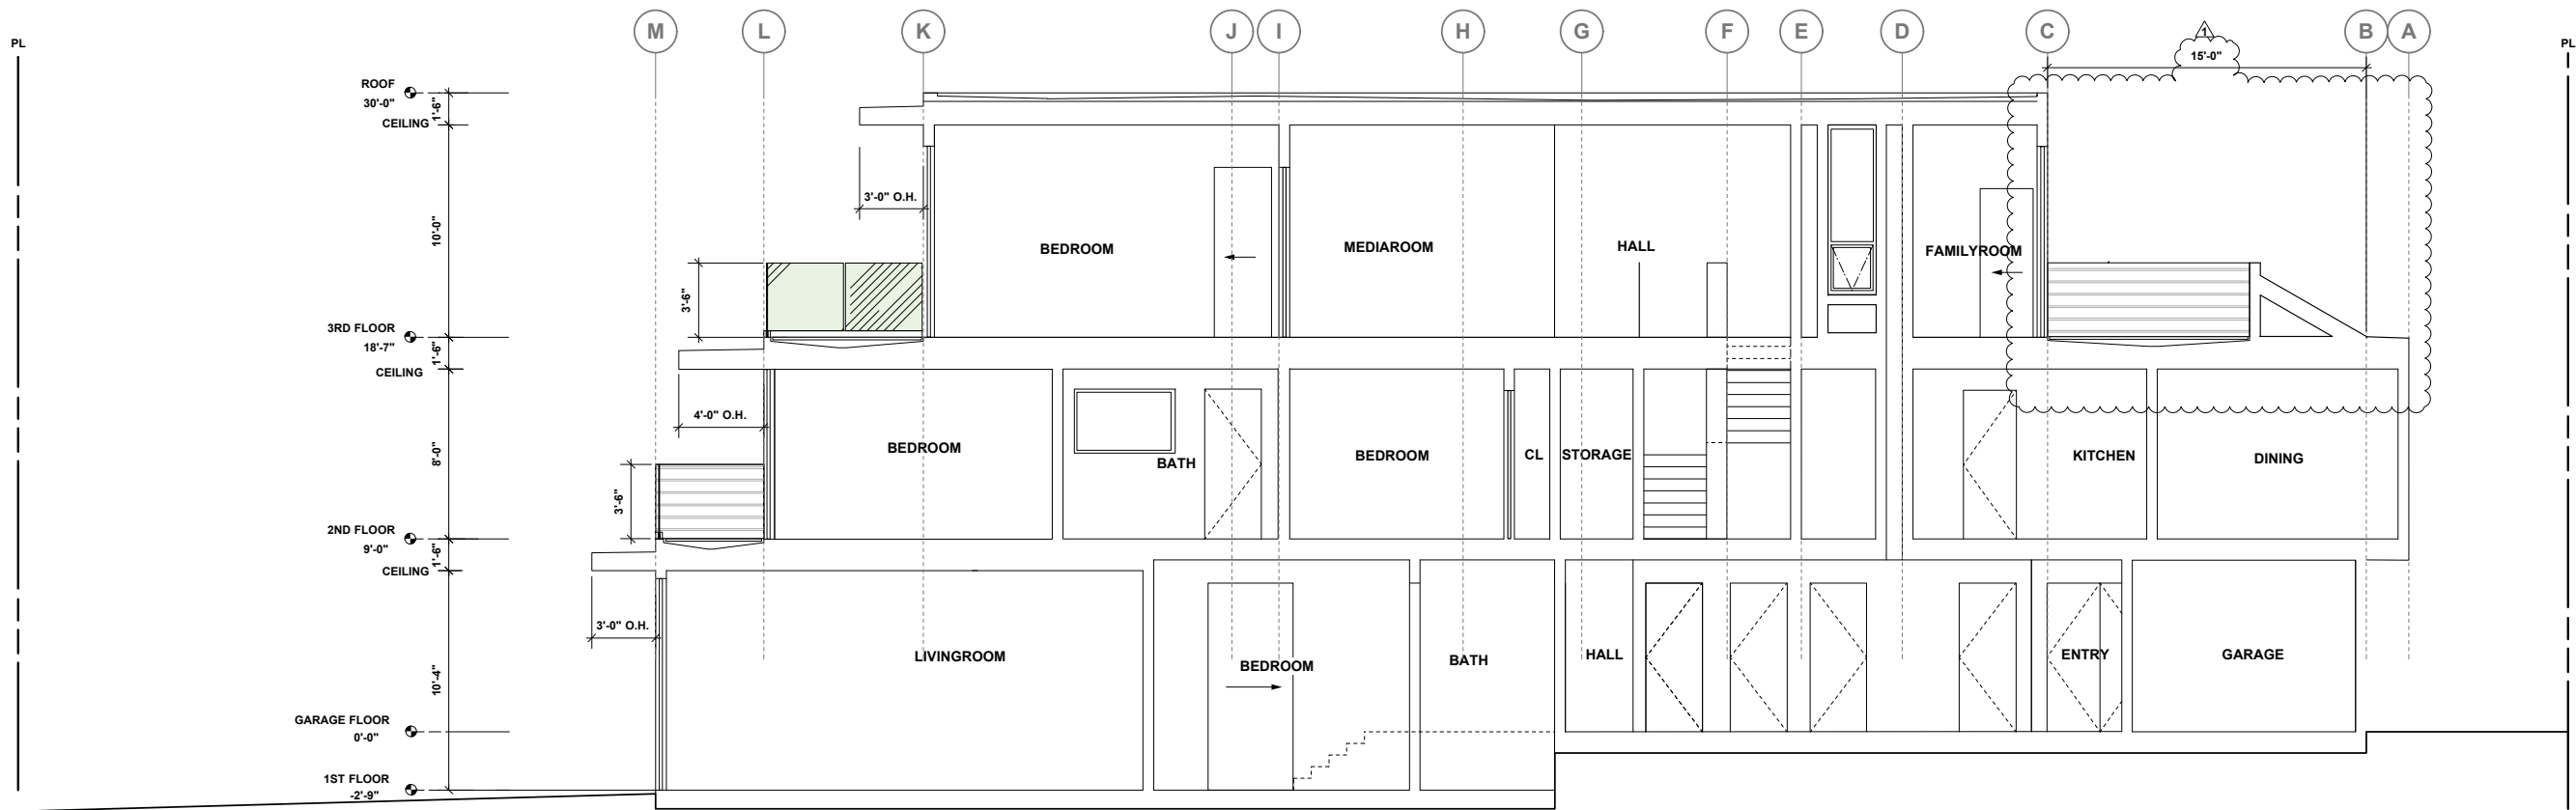 M L K J I H G F E D C B A
PL
PL
1
15'-0"
ROOF
30'-0"
1'-6"
CEILING
10'-0"
3'-0" O.H.
BEDROOM
MEDIAROOM
HALL
FAMILYROOM
3'-6"
3RD FLOOR
18'-7"
1'-6"
CEILING
4'-0" O.H.
8'-0"
BEDROOM
BATH
BEDROOM
CL
STORAGE
KITCHEN
DINING
3'-6"
2ND FLOOR
9'-0"
1'-6"
CEILING
3'-0" O.H.
10'-4"
LIVINGROOM
BEDROOM
BATH
HALL
ENTRY
GARAGE
GARAGE FLOOR
0'-0"
1ST FLOOR
-2'-9"